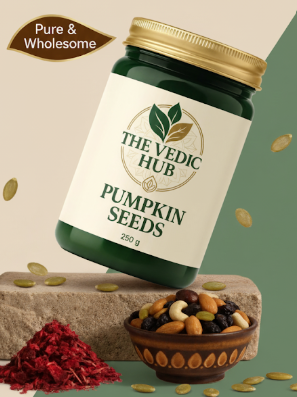 Pure &
Wholesome
THE VEDIC
HUB
PUMPKIN
SEEDS
250 g